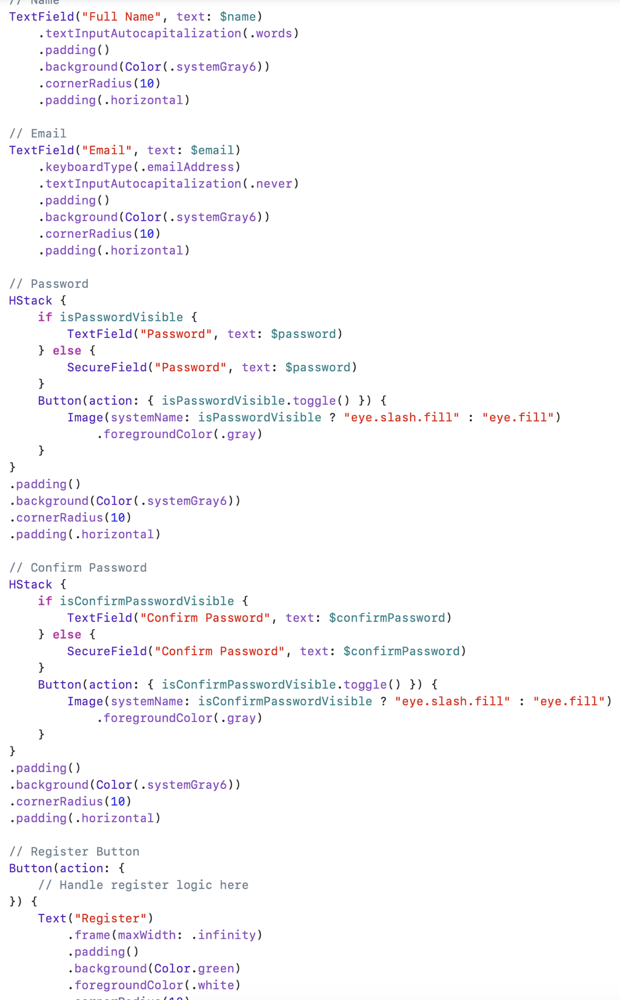 // Name
TextField("Full Name", text: $name)
    .textInputAutocapitalization(.words)
    .padding()
    .background(Color(.systemGray6))
    .cornerRadius(10)
    .padding(.horizontal)

// Email
TextField("Email", text: $email)
    .keyboardType(.emailAddress)
    .textInputAutocapitalization(.never)
    .padding()
    .background(Color(.systemGray6))
    .cornerRadius(10)
    .padding(.horizontal)

// Password
HStack {
    if isPasswordVisible {
        TextField("Password", text: $password)
    } else {
        SecureField("Password", text: $password)
    }
    Button(action: { isPasswordVisible.toggle() }) {
        Image(systemName: isPasswordVisible ? "eye.slash.fill" : "eye.fill")
            .foregroundColor(.gray)
    }
}
.padding()
.background(Color(.systemGray6))
.cornerRadius(10)
.padding(.horizontal)

// Confirm Password
HStack {
    if isConfirmPasswordVisible {
        TextField("Confirm Password", text: $confirmPassword)
    } else {
        SecureField("Confirm Password", text: $confirmPassword)
    }
    Button(action: { isConfirmPasswordVisible.toggle() }) {
        Image(systemName: isConfirmPasswordVisible ? "eye.slash.fill" : "eye.fill")
            .foregroundColor(.gray)
    }
}
.padding()
.background(Color(.systemGray6))
.cornerRadius(10)
.padding(.horizontal)

// Register Button
Button(action: {
    // Handle register logic here
}) {
    Text("Register")
        .frame(maxWidth: .infinity)
        .padding()
        .background(Color.green)
        .foregroundColor(.white)
        .cornerRadius(10)